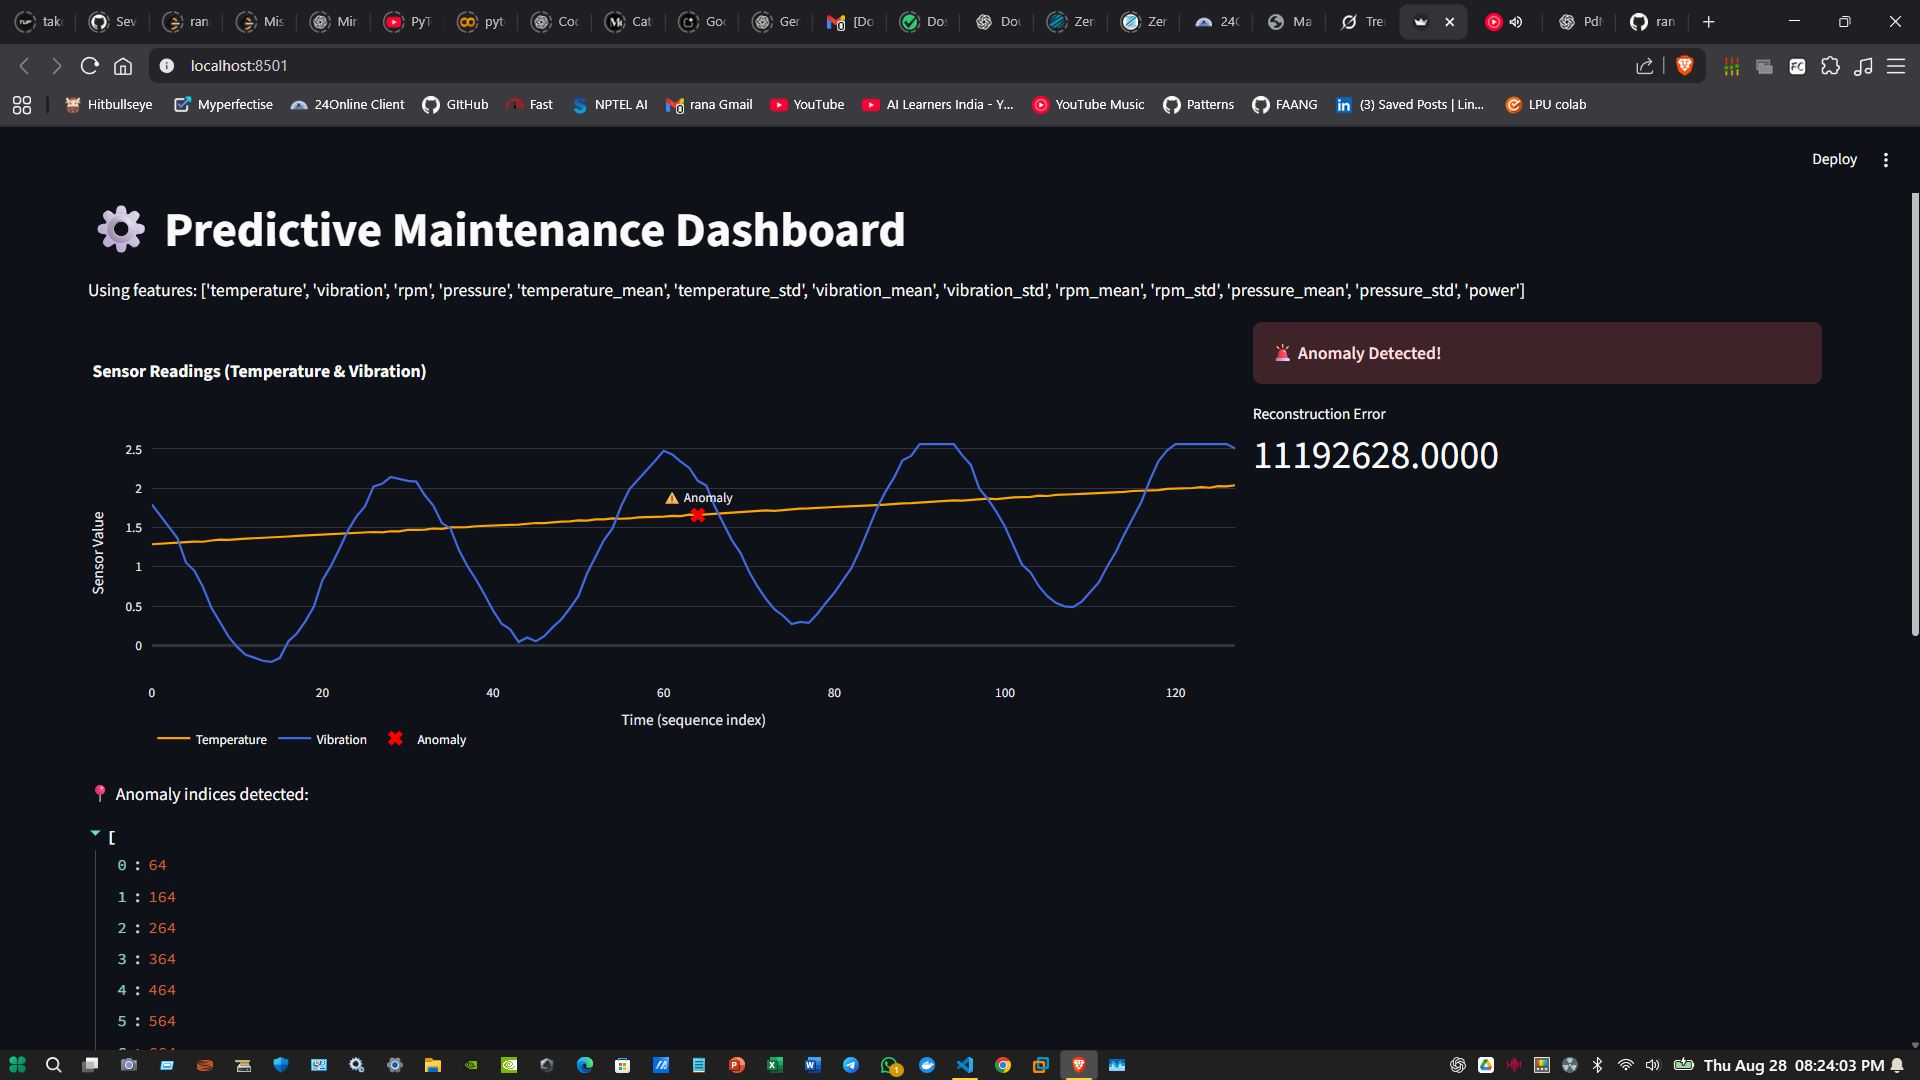 tak
Sev
ran
Mis
Mir
PyT
pyt
Coc
Cat
Goc
Ger
[Do
Dos
Dou
Zer
Zer
24C
Ma
Tre
PdM
ran
localhost:8501
Hitbullseye
Myperfectise
24Online Client
GItHub
Fast
NPTEL AI
rana Gmail
YouTube
AI Learners India - Y...
YouTube Music
Patterns
FAANG
(3) Saved Posts | Lin...
LPU colab
Deploy
Predictive Maintenance Dashboard
Using features: ['temperature', 'vibration', 'rpm', 'pressure', 'temperature_mean', 'temperature_std', 'vibration_mean', 'vibration_std', 'rpm_mean', 'rpm_std', 'pressure_mean', 'pressure_std', 'power']
Anomaly Detected!
Sensor Readings (Temperature & Vibration)
Reconstruction Error
11192628.0000
2.5
2
1.5
1
0.5
0
Sensor Value
Anomaly
0 20 40 60 80 100 120
Time (sequence index)
Temperature Vibration Anomaly
Anomaly indices detected:
[
0 : 64
1 : 164
2 : 264
3 : 364
4 : 464
5 : 564
Thu Aug 28 08:24:03 PM